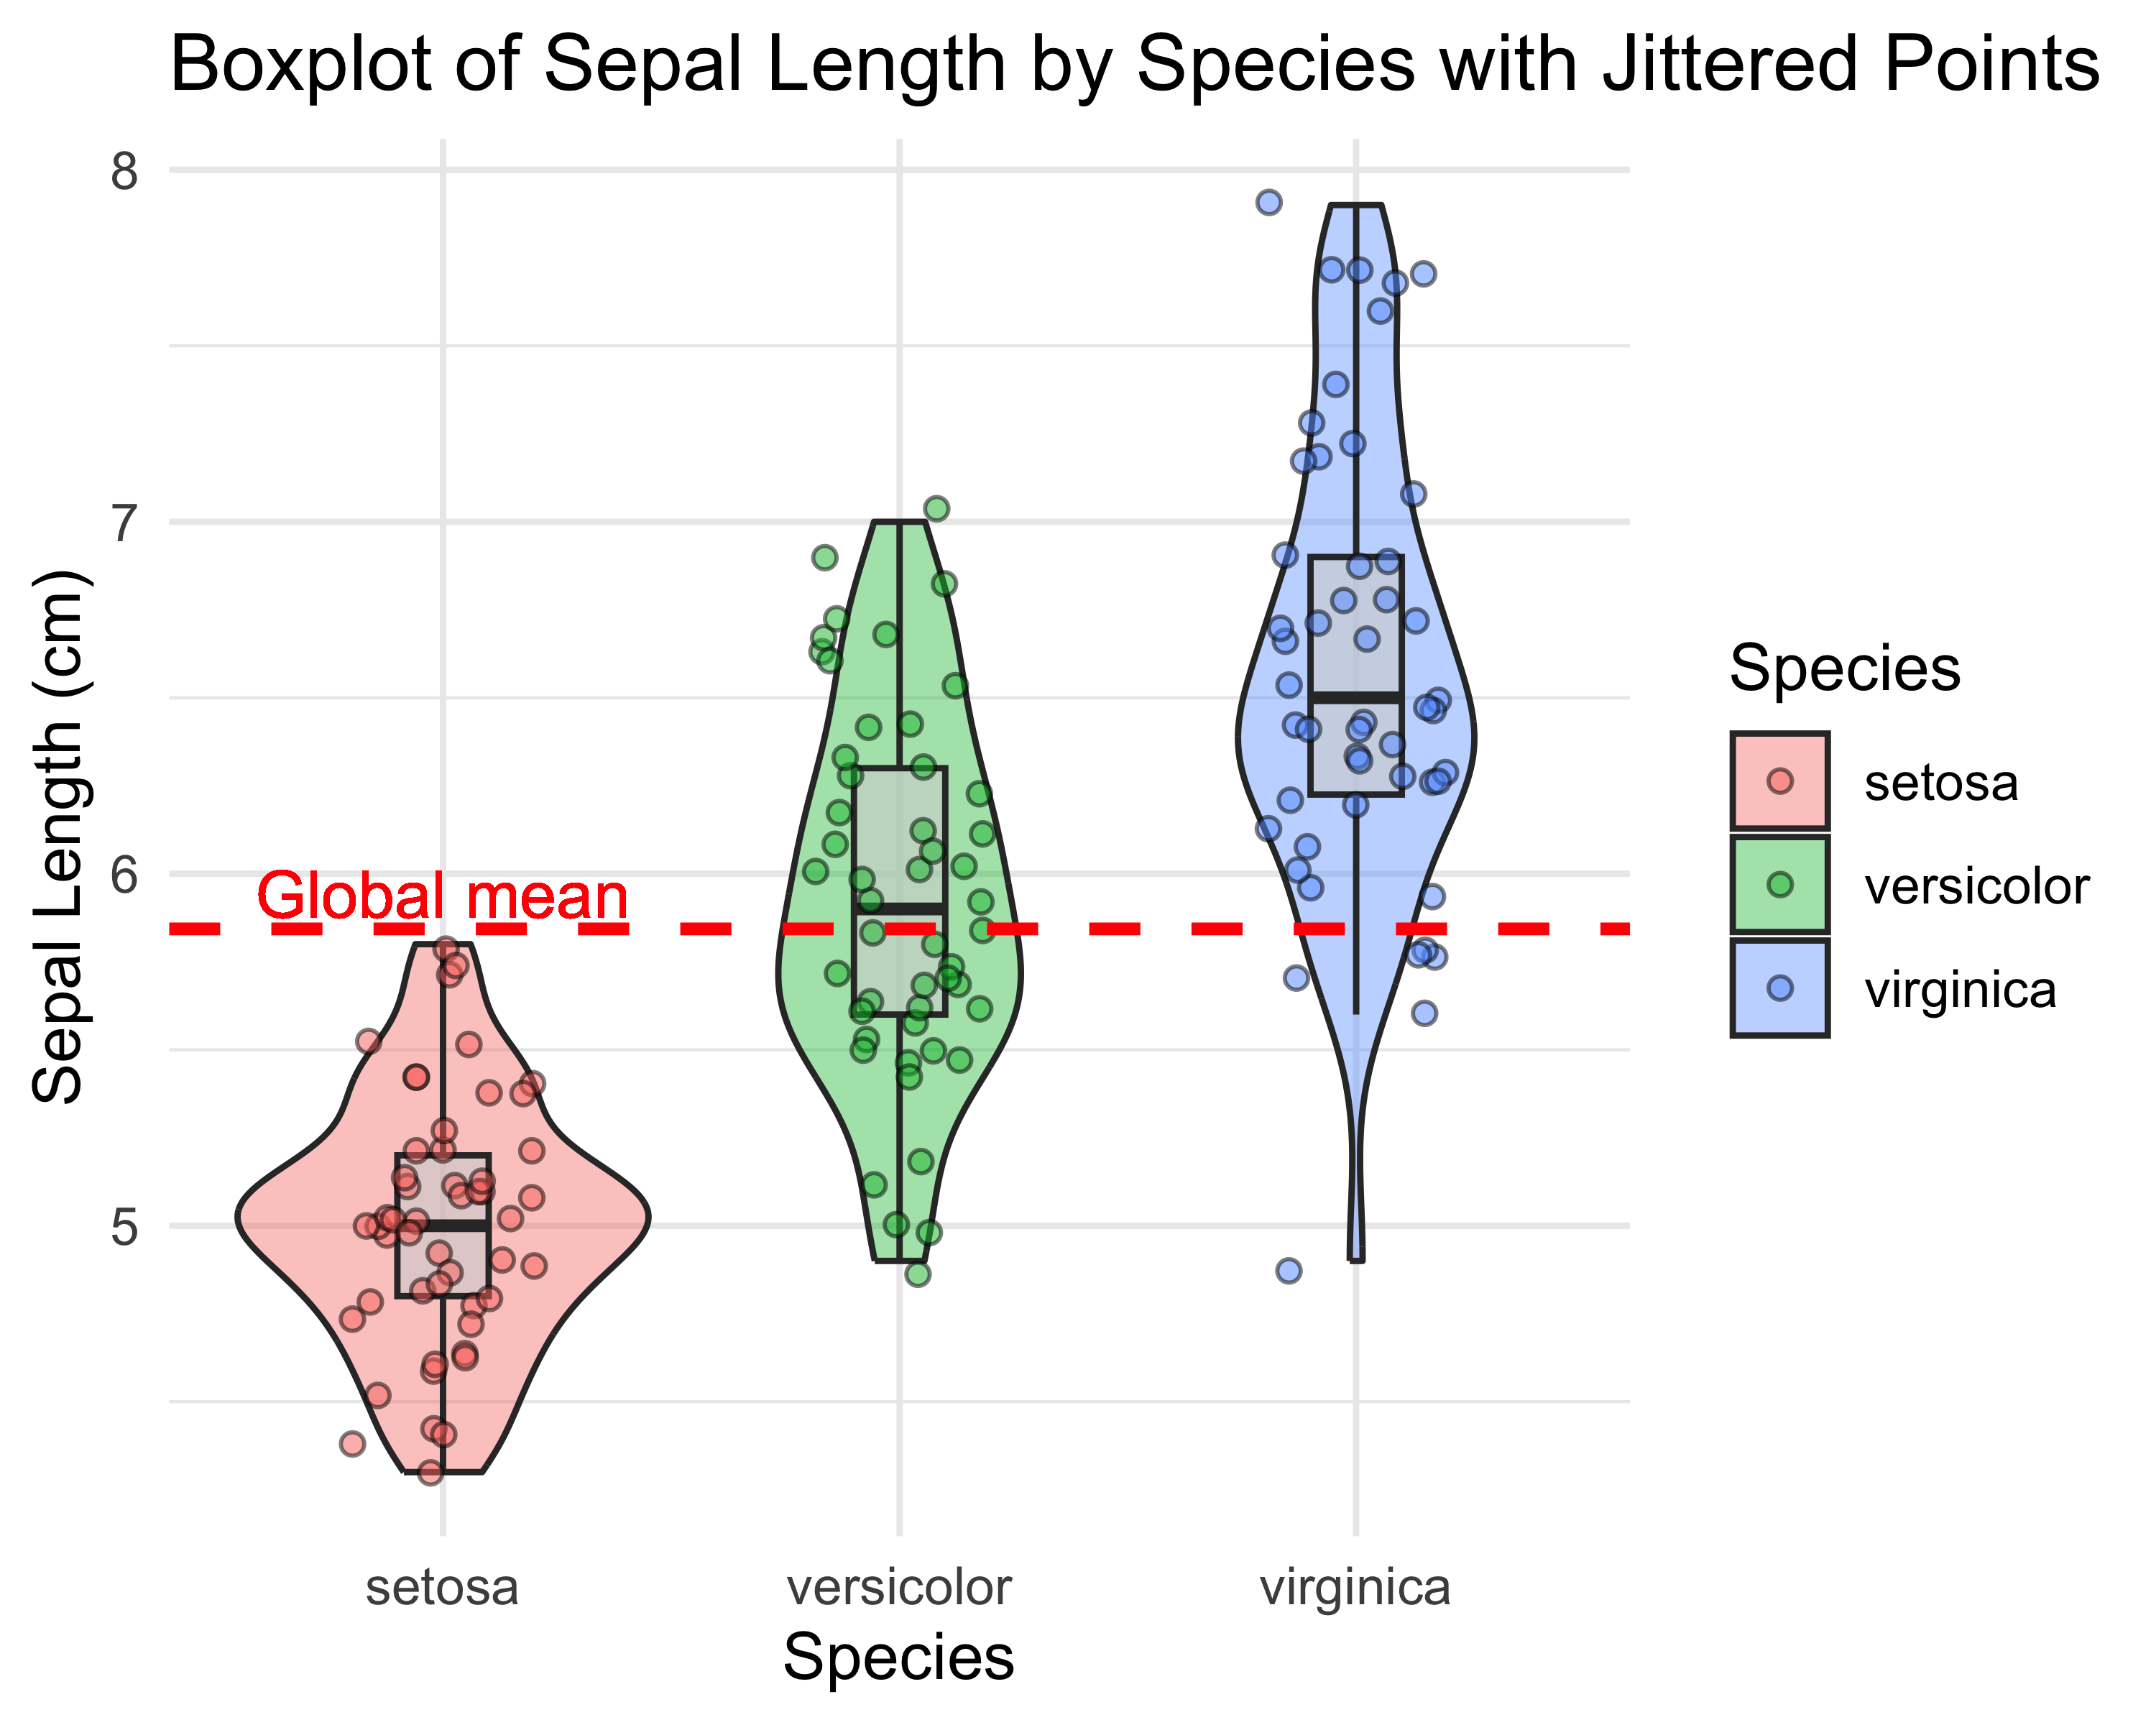 Boxplot of Sepal Length by Species with Jittered Points
Sepal Length (cm)
8
7
6
5
Global mean
setosa
versicolor
virginica
Species
Species
setosa
versicolor
virginica